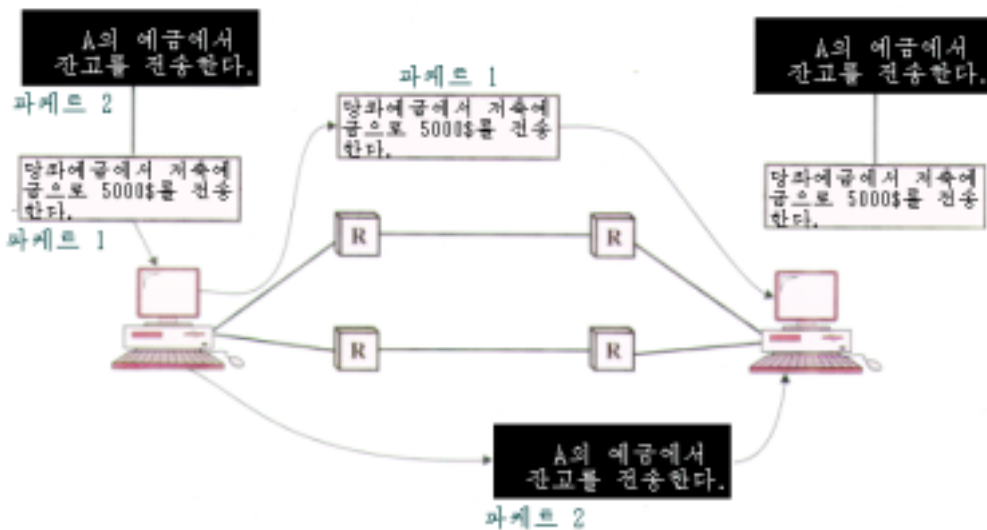 A의 예금에서
잔고를 전송한다.
파케트 2
당좌예금에서 저축예
금으로 5000$를 전송
한다.
파케트 1
파케트 1
당좌예금에서 저축예
금으로 5000$를 전송
한다.
A의 예금에서
잔고를 전송한다.
당좌예금에서 저축예
금으로 5000$를 전송
한다.
R
R
R
R
A의 예금에서
잔고를 전송한다.
파케트 2